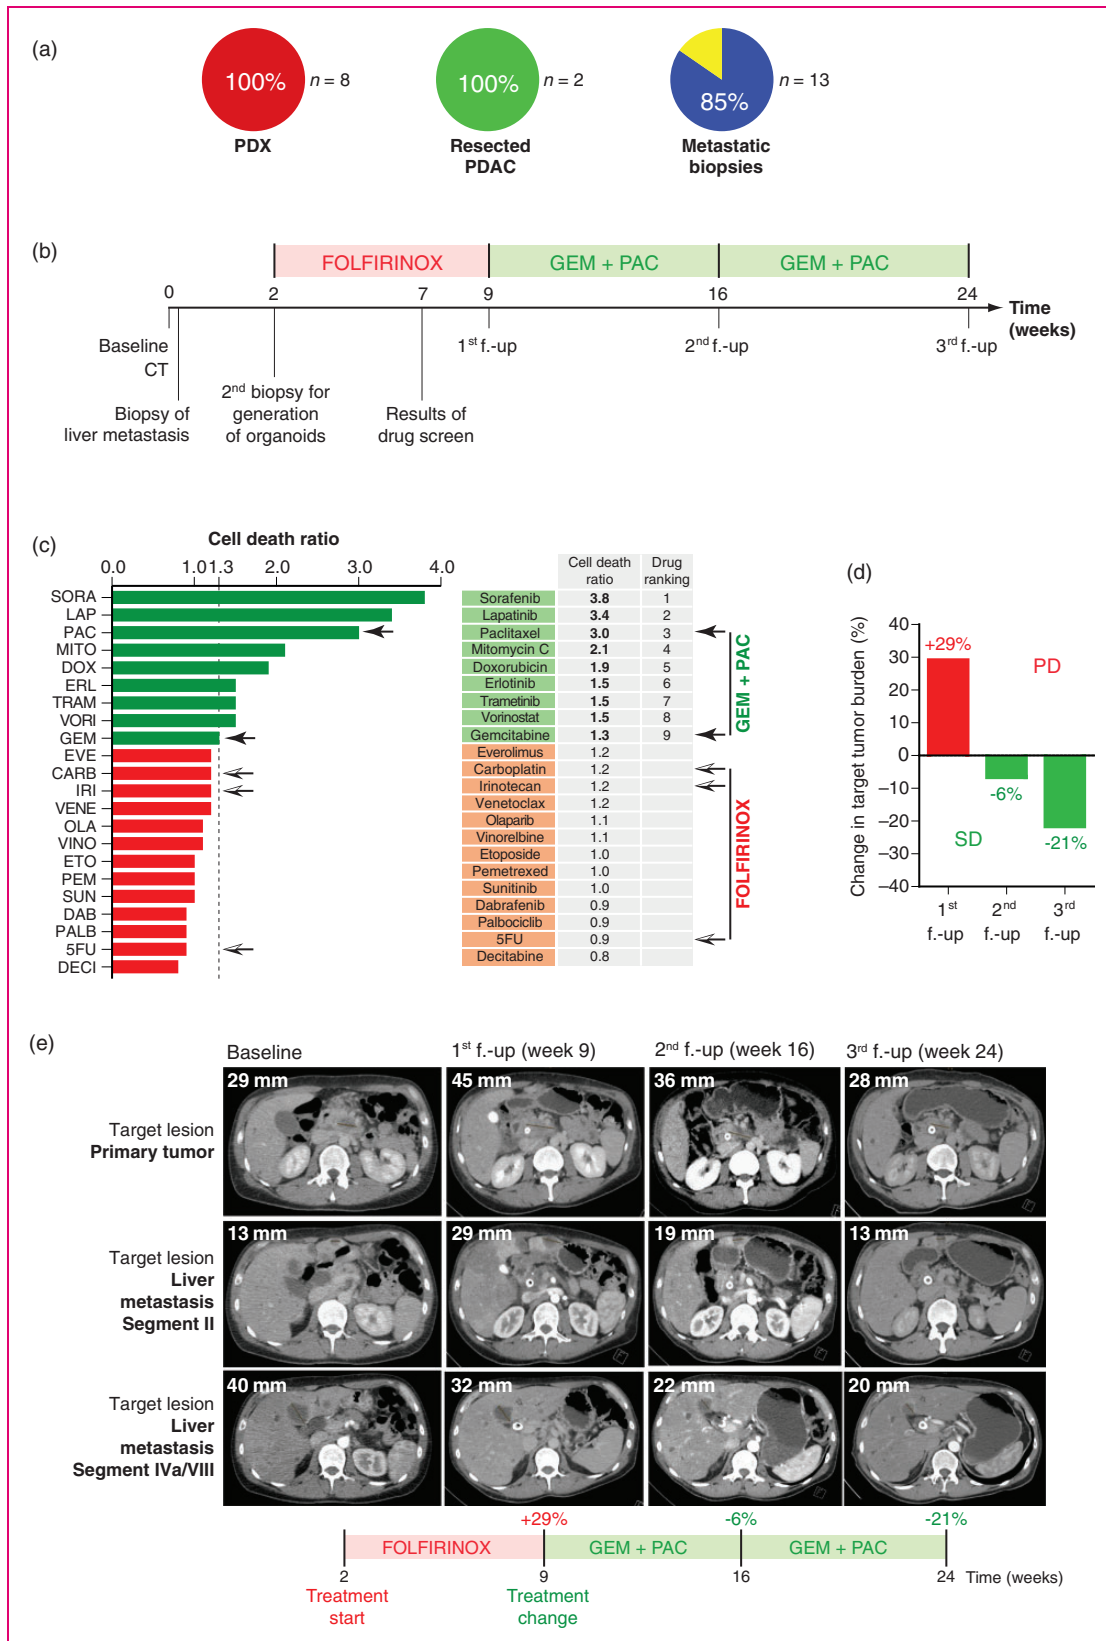 (a)
100%
n = 8
PDX
100%
n = 2
Resected
PDAC
85%
n = 13
Metastatic
biopsies
(b)
FOLFIRINOX
GEM + PAC
GEM + PAC
0
2
7
9
16
24
Time
(weeks)
Baseline
CT
1st f.-up
2nd f.-up
3rd f.-up
Biopsy of
liver metastasis
2nd biopsy for
generation
of organoids
Results of
drug screen
(c)
Cell death ratio
0.0 1.0 1.3 2.0 3.0 4.0
SORA
LAP
PAC
MITO
DOX
ERL
TRAM
VORI
GEM
EVE
CARB
IRI
VENE
OLA
VINO
ETO
PEM
SUN
DAB
PALB
5FU
DECI
Cell death
ratio
Drug
ranking
Sorafenib 3.8 1
Lapatinib 3.4 2
Paclitaxel 3.0 3
Mitomycin C 2.1 4
Doxorubicin 1.9 5
Erlotinib 1.5 6
Trametinib 1.5 7
Vorinostat 1.5 8
Gemcitabine 1.3 9
Everolimus 1.2
Carboplatin 1.2
Irinotecan 1.2
Venetoclax 1.2
Olaparib 1.1
Vinorelbine 1.1
Etoposide 1.0
Pemetrexed 1.0
Sunitinib 1.0
Dabrafenib 0.9
Palbociclib 0.9
5FU 0.9
Decitabine 0.8
GEM + PAC
FOLFIRINOX
(d)
Change in target tumor burden (%)
40
30
20
10
0
–10
–20
–30
–40
+29%
PD
-6%
SD
-21%
1st
f.-up
2nd
f.-up
3rd
f.-up
(e)
Baseline
1st f.-up (week 9)
2nd f.-up (week 16)
3rd f.-up (week 24)
Target lesion
Primary tumor
29 mm
45 mm
36 mm
28 mm
Target lesion
Liver
metastasis
Segment II
13 mm
29 mm
19 mm
13 mm
Target lesion
Liver
metastasis
Segment IVa/VIII
40 mm
32 mm
22 mm
20 mm
+29%
-6%
-21%
FOLFIRINOX
GEM + PAC
GEM + PAC
2
9
16
24
Time (weeks)
Treatment
start
Treatment
change